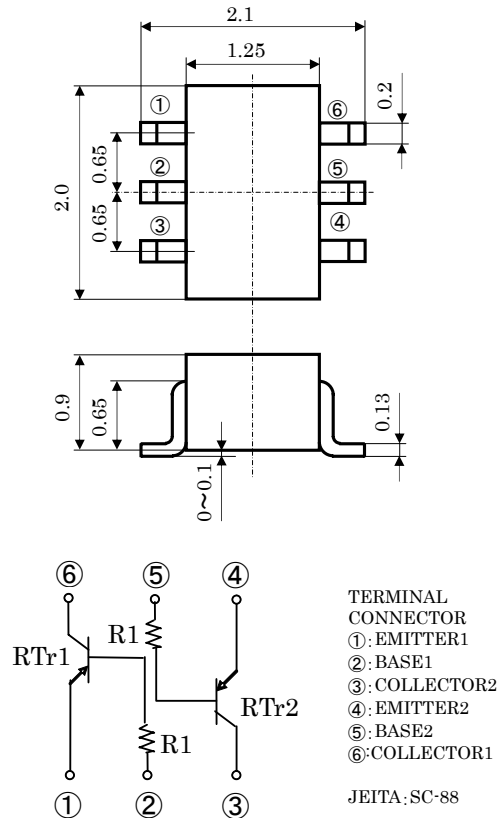 2.1
1.25
①
⑥
0.2
0.65
②
⑤
2.0
0.65
③
④
0.9
0.65
0.13
0~0.1
⑥
⑤
④
R1
RTr1
RTr2
R1
①
②
③
TERMINAL
CONNECTOR
①:EMITTER1
②:BASE1
③:COLLECTOR2
④:EMITTER2
⑤:BASE2
⑥:COLLECTOR1
JEITA:SC-88